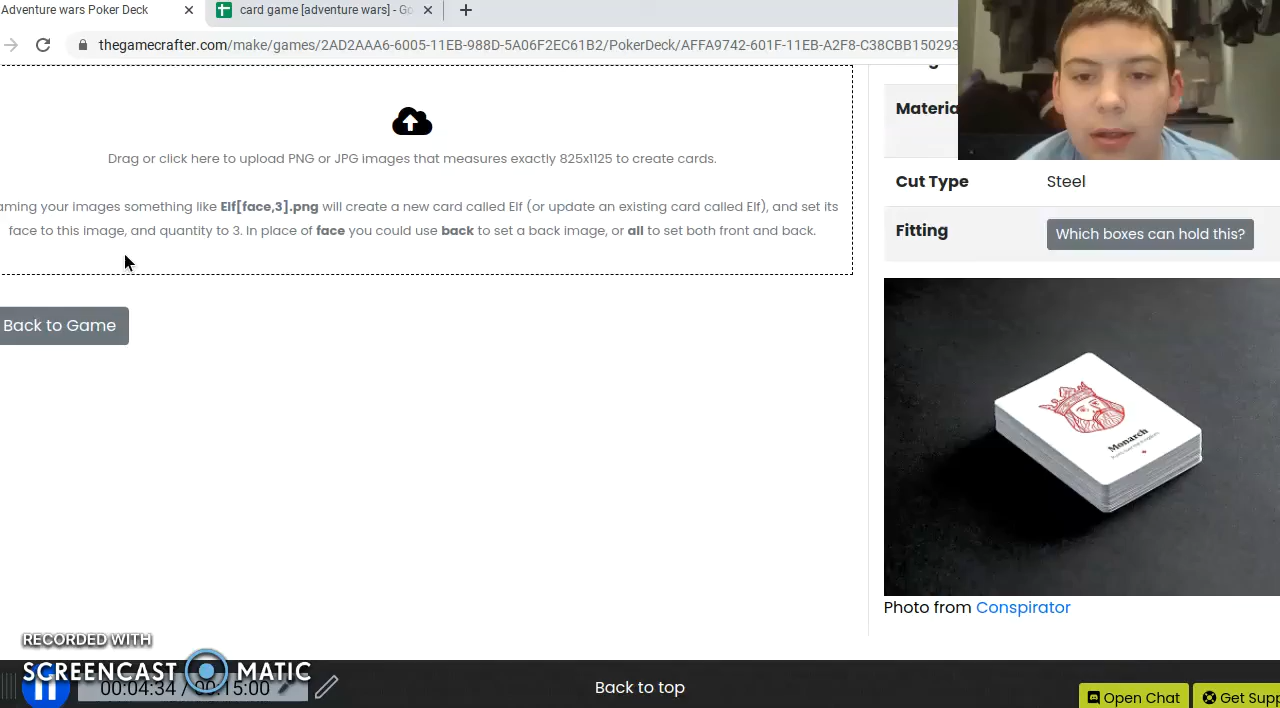 Adventure wars Poker Deck
card game [adventure wars] - Go
thegamecrafter.com/make/games/2AD2AAA6-6005-11EB-988D-5A06F2EC61B2/PokerDeck/AFFA9742-601F-11EB-A2F8-C38CBB150293
Materia
Drag or click here to upload PNG or JPG images that measures exactly 825x1125 to create cards.
Cut Type Steel
aming your images something like Elf[face,3].png will create a new card called Elf (or update an existing card called Elf), and set its
face to this image, and quantity to 3. In place of face you could use back to set a back image, or all to set both front and back.
Fitting Which boxes can hold this?
Back to Game
Monarch
Photo from Conspirator
RECORDED WITH
SCREENCAST MATIC
00:04:34 / 00:15:00
Back to top
Open Chat
Get Supp